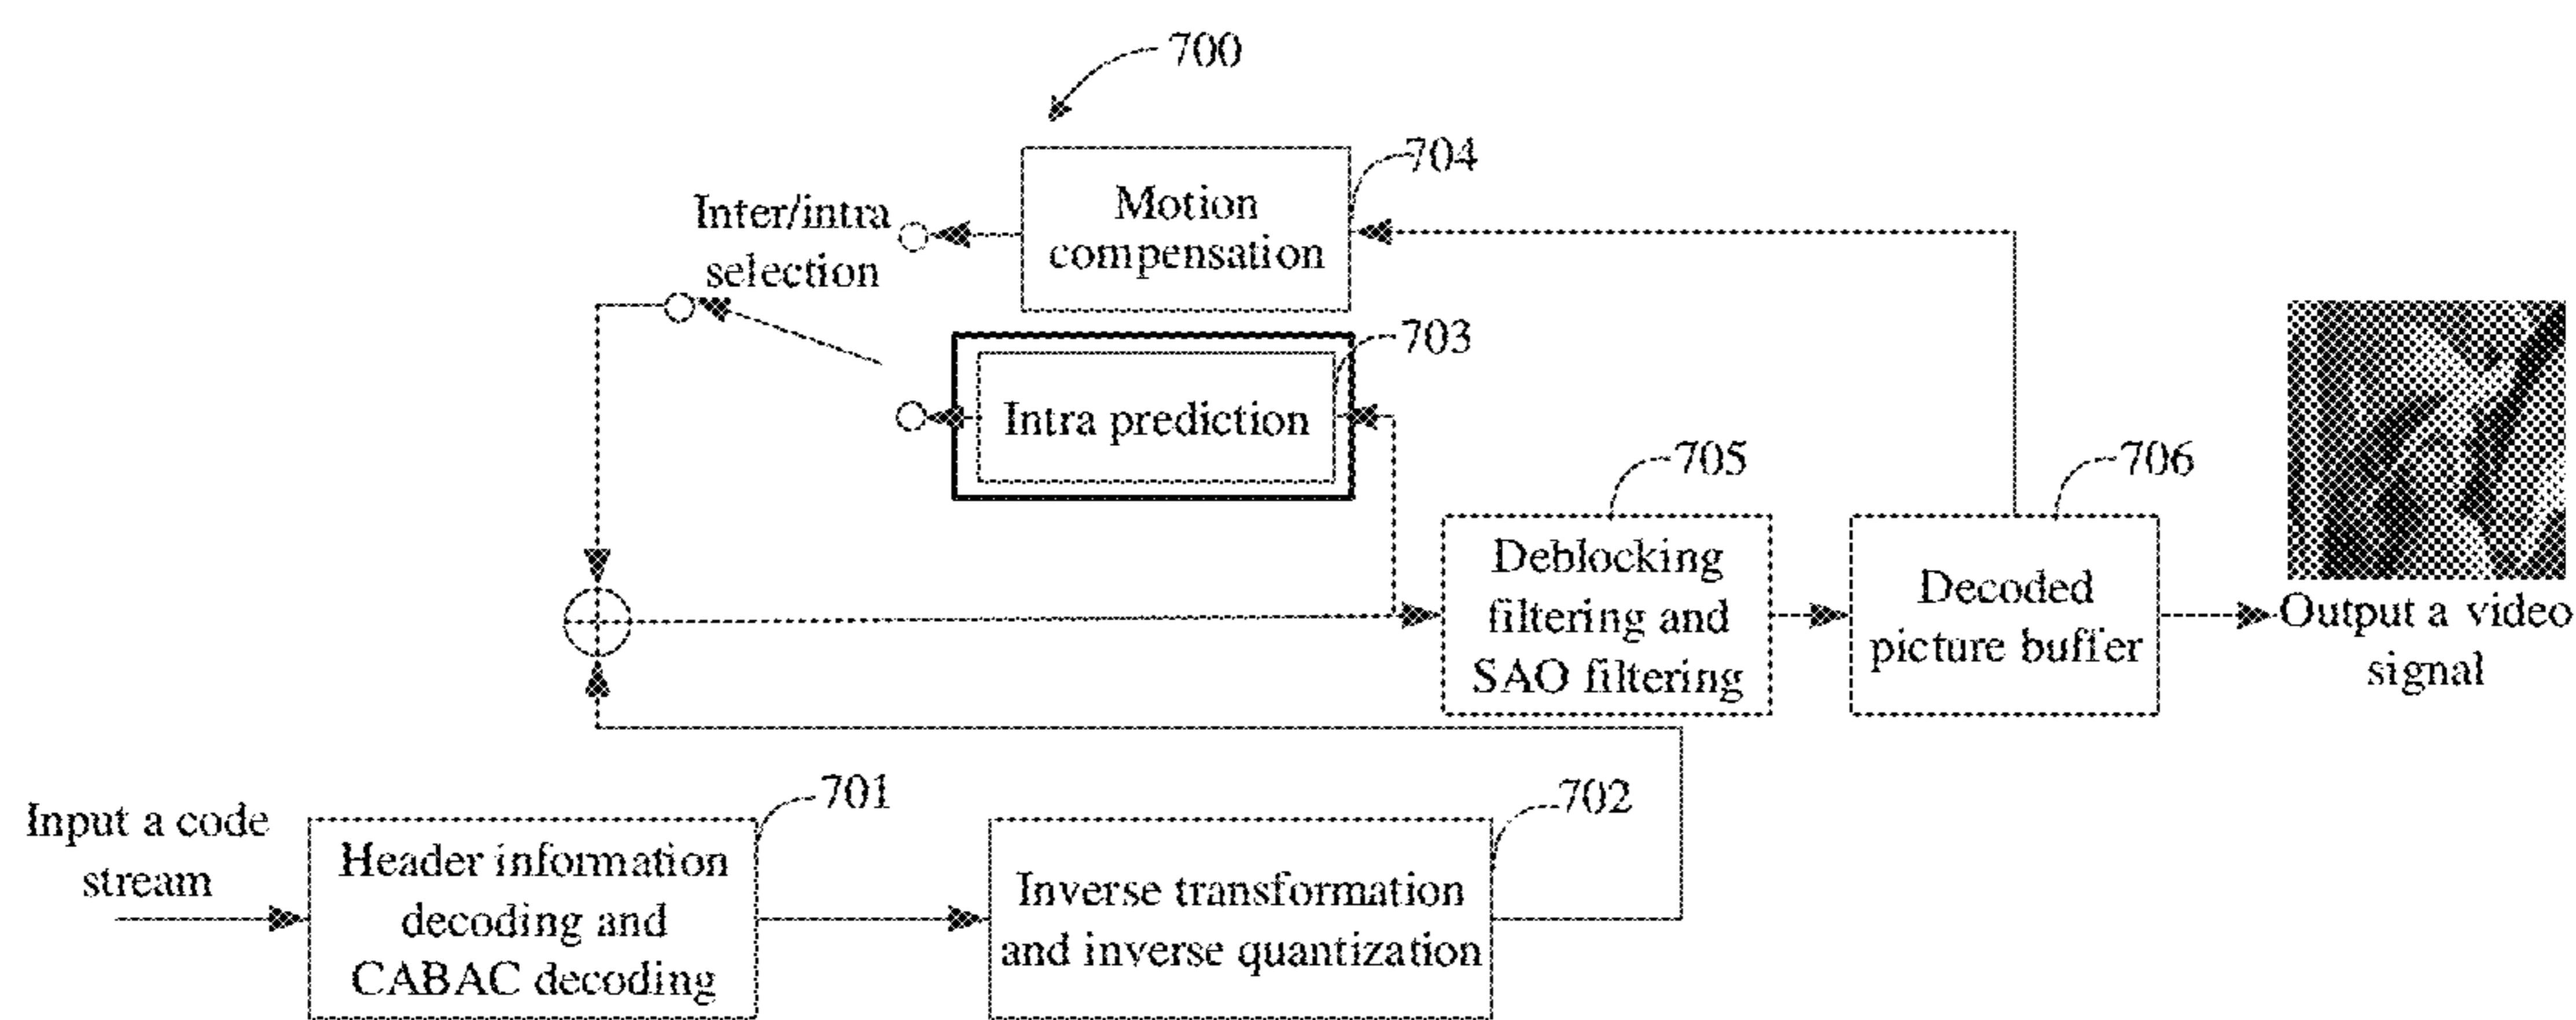 700
704
Motion
compensation
Inter/intra
selection
703
Intra prediction
705
706
Deblocking
filtering and
SAO filtering
Decoded
picture buffer
Output a video
signal
701
702
Input a code
stream
Header information
decoding and
CABAC decoding
Inverse transformation
and inverse quantization